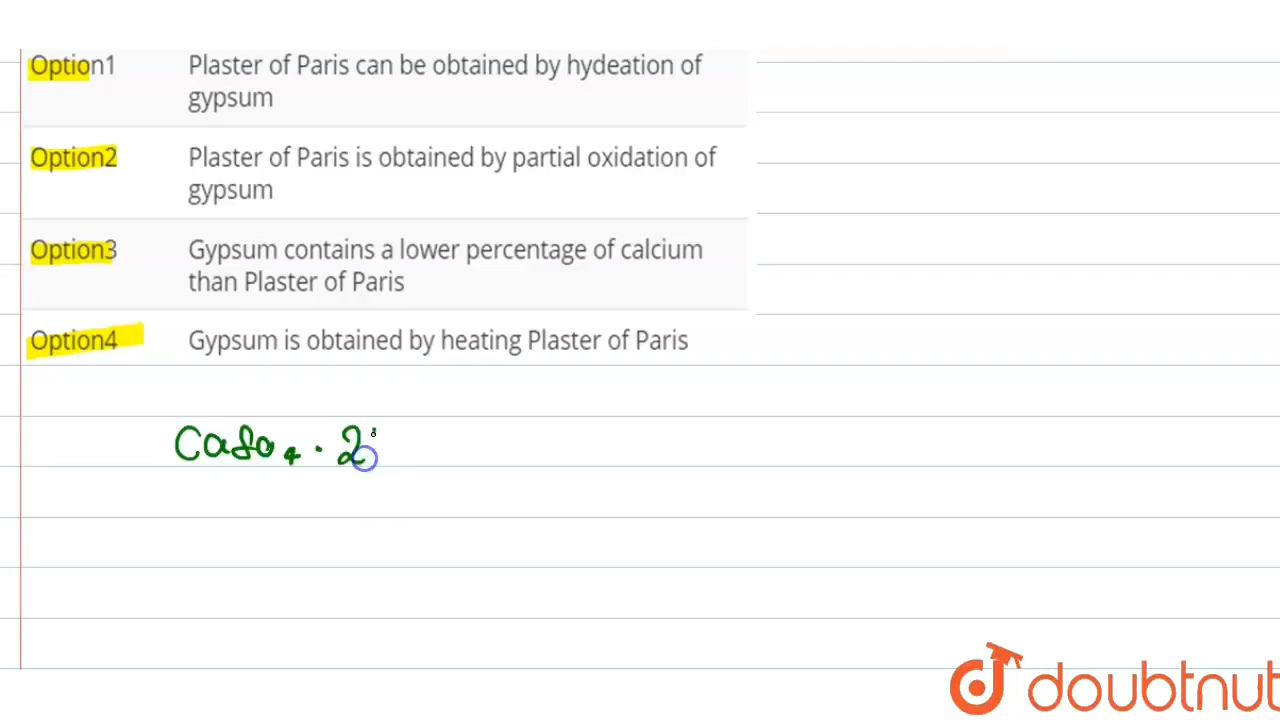 Option1 Plaster of Paris can be obtained by hydeation of
gypsum
Option2 Plaster of Paris is obtained by partial oxidation of
gypsum
Option3 Gypsum contains a lower percentage of calcium
than Plaster of Paris
Option4 Gypsum is obtained by heating Plaster of Paris
CaSO₄ · 2
doubtnut